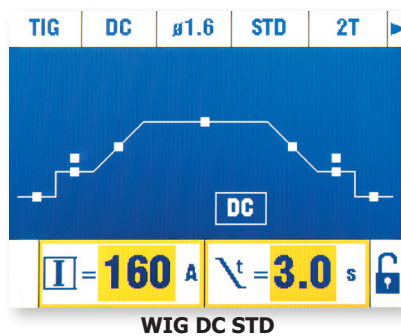 TIG DC ø1.6 STD 2T
DC
I = 160 A t = 3.0 s
WIG DC STD